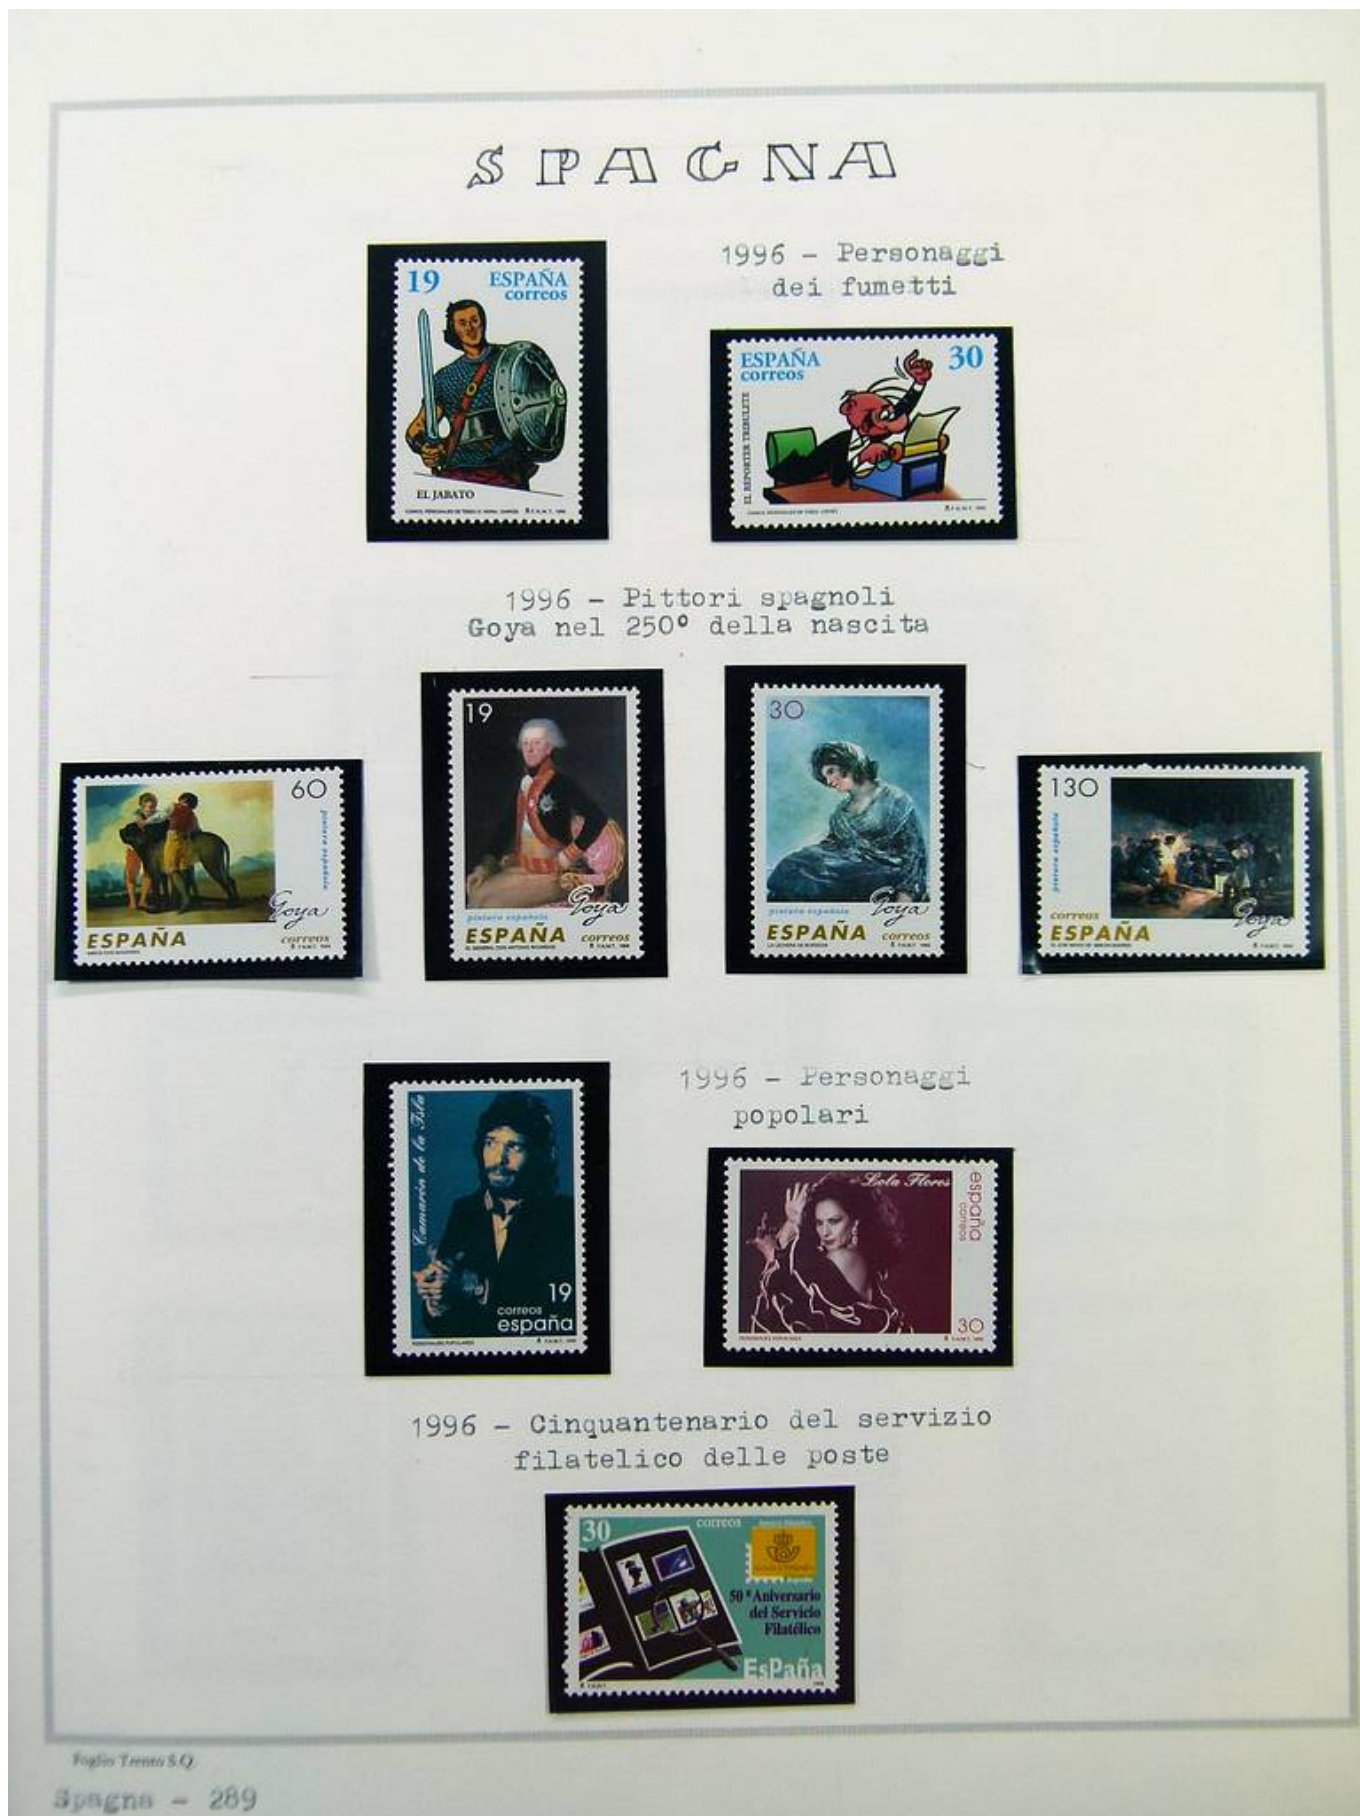 SPAGNA
19 ESPAÑA
correos
EL JABATO
1996 - Personaggi
dei fumetti
ESPAÑA 30
correos
EL REPORTER TRIBULETE
1996 - Pittori spagnoli
Goya nel 250º della nascita
60
pintura española
Goya
ESPAÑA correos
19
pintura española Goya
ESPAÑA correos
30
pintura española Goya
ESPAÑA correos
130
pintura española
correos Goya
ESPAÑA
Camarón de la Isla
19
correos
españa
PERSONAJES POPULARES
1996 - Personaggi
popolari
Lola Flores
españa
correos
30
1996 - Cinquantenario del servizio
filatelico delle poste
30 correos
50º Aniversario
del Servicio
Filatélico
EsPaña
Foglio Trento S.Q.
Spagna - 289